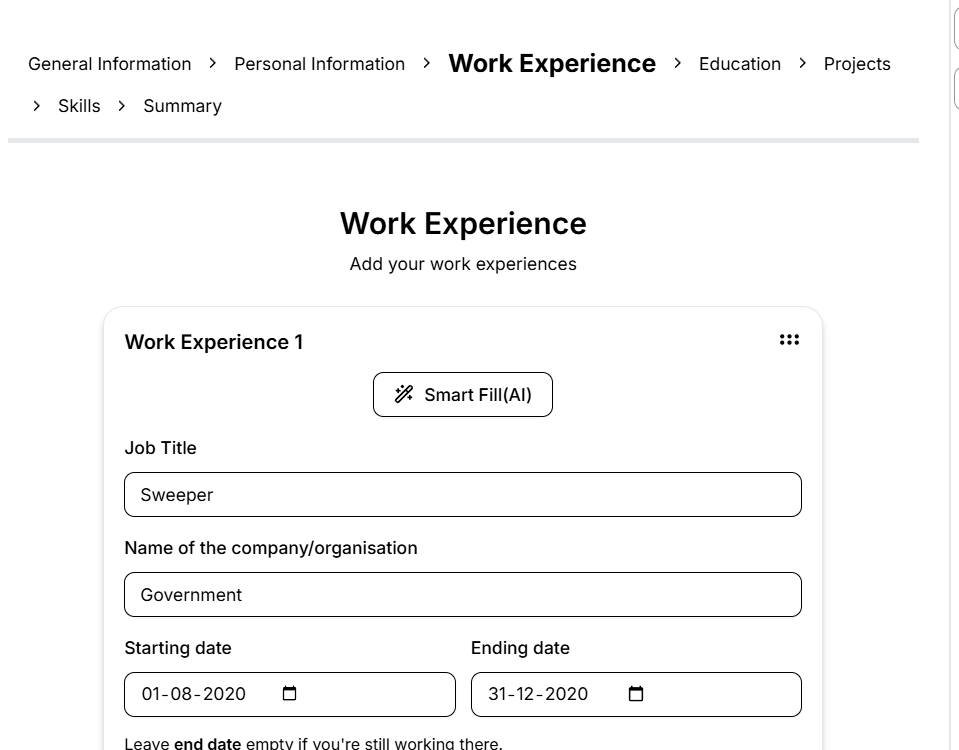 General Information > Personal Information > Work Experience > Education > Projects
> Skills > Summary
Work Experience
Add your work experiences
Work Experience 1
Smart Fill(AI)
Job Title
Sweeper
Name of the company/organisation
Government
Starting date Ending date
01-08-2020 31-12-2020
Leave end date empty if you're still working there.